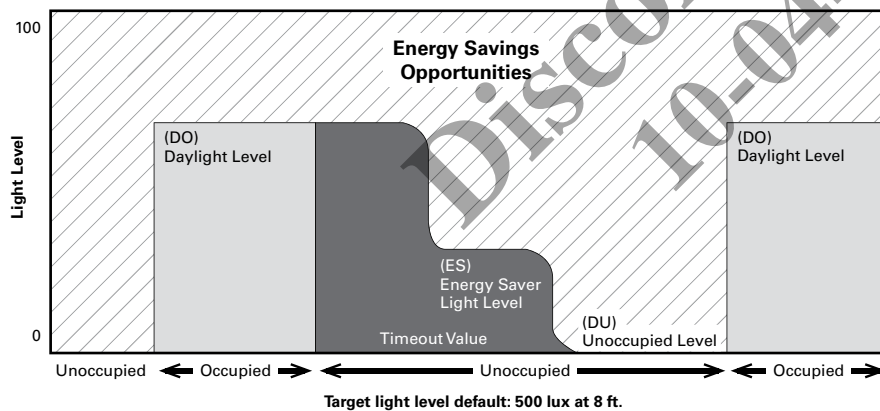 100
Energy Savings
Opportunities
(DO)
Daylight Level
(DO)
Daylight Level
Light Level
(ES)
Energy Saver
Light Level
(DU)
Unoccupied Level
Timeout Value
0
Unoccupied Occupied Unoccupied Occupied
Target light level default: 500 lux at 8 ft.